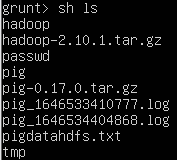 grunt> sh ls
hadoop
hadoop-2.10.1.tar.gz
passwd
pig
pig-0.17.0.tar.gz
pig_1646533410777.log
pig_1646534404868.log
pigdatahdfs.txt
tmp